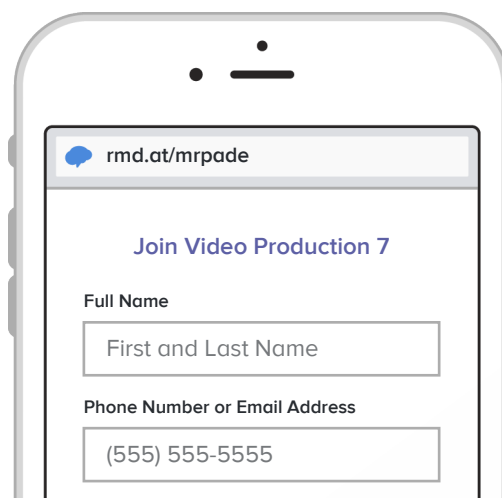 rmd.at/mrpade
Join Video Production 7
Full Name
First and Last Name
Phone Number or Email Address
(555) 555-5555